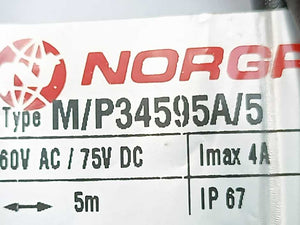 NORGR
Type M/P34595A/5
60V AC / 75V DC Imax 4A
5m IP 67